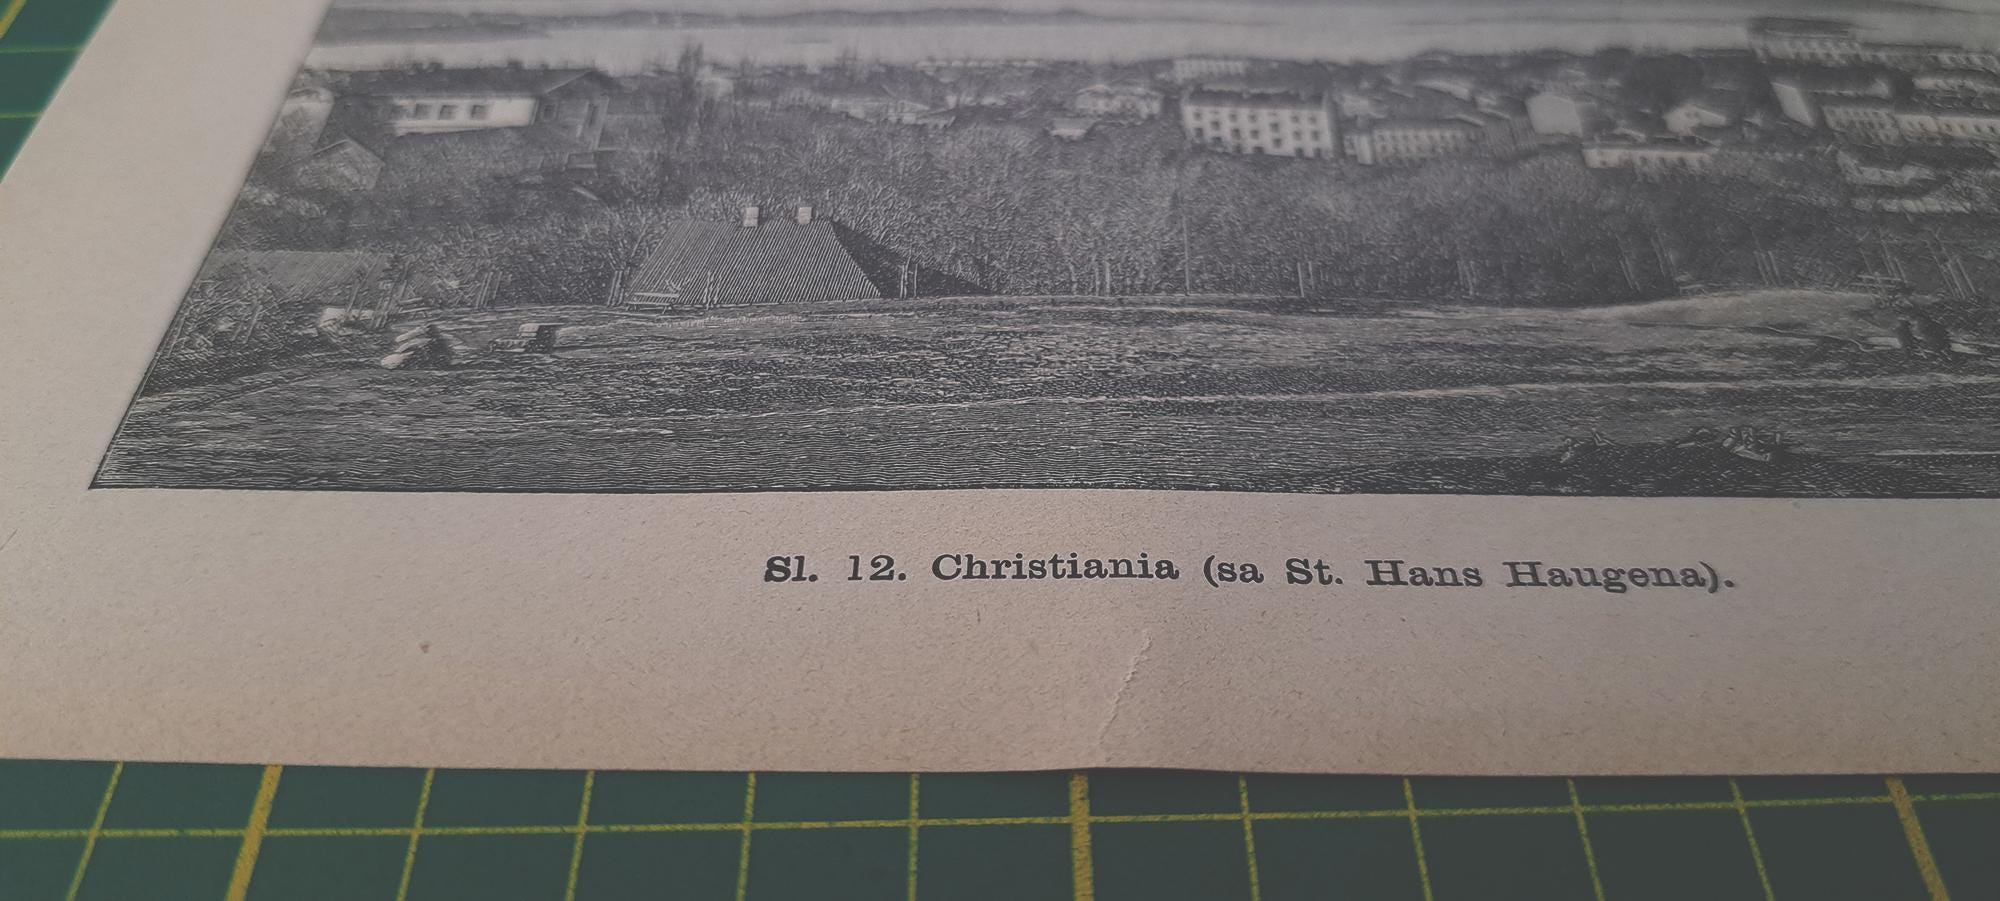 Sl. 12. Christiania (sa St. Hans Haugena).